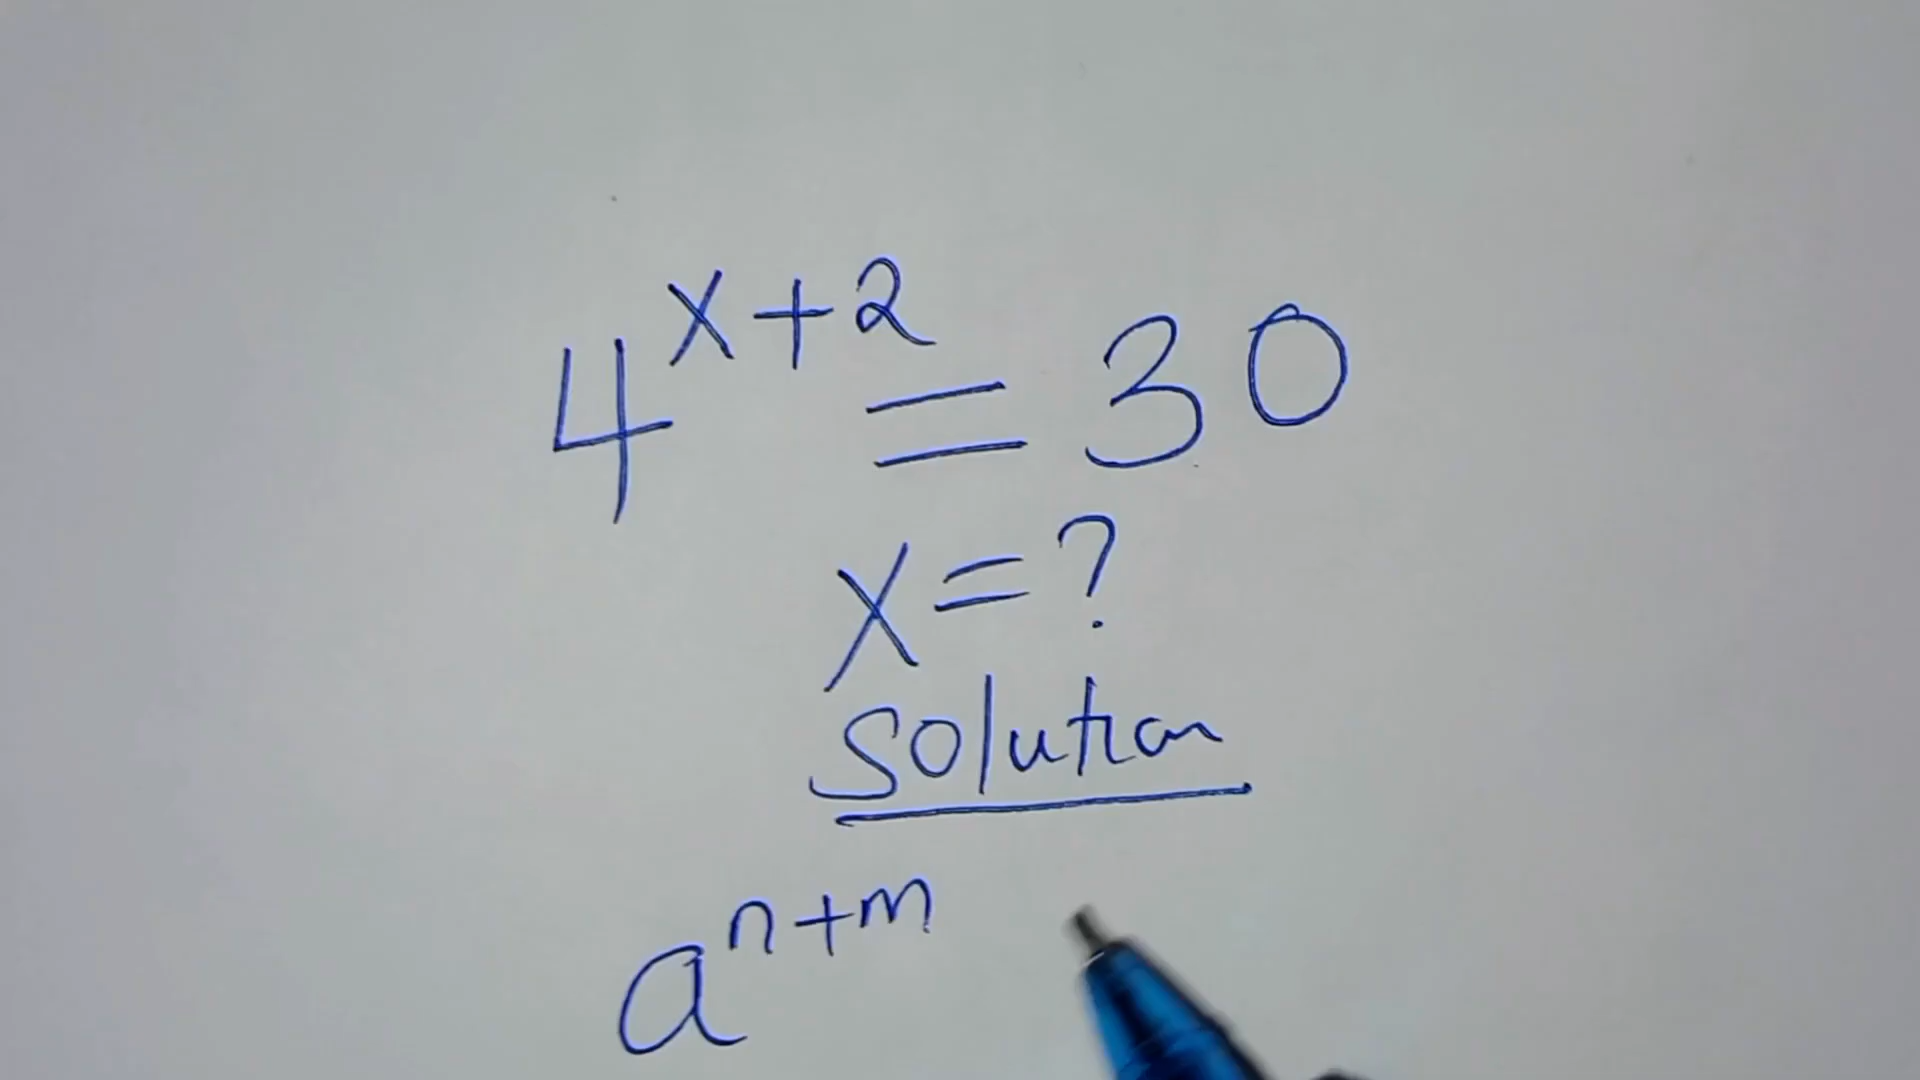 4^{x+2} = 30
x = ?
Solution
a^{n+m}